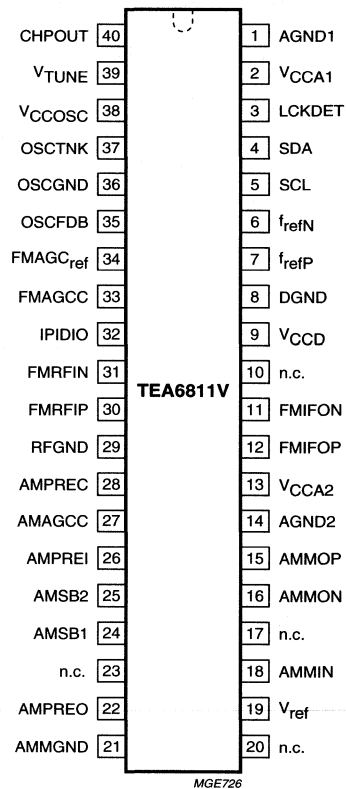 CHPOUT 40 1 AGND1
VTUNE 39 2 VCCA1
VCCOSC 38 3 LCKDET
OSCTNK 37 4 SDA
OSCGND 36 5 SCL
OSCFDB 35 6 frefN
FMAGCref 34 7 frefP
FMAGCC 33 8 DGND
IPIDIO 32 9 VCCD
FMRFIN 31 10 n.c.
TEA6811V
FMRFIP 30 11 FMIFON
RFGND 29 12 FMIFOP
AMPREC 28 13 VCCA2
AMAGCC 27 14 AGND2
AMPREI 26 15 AMMOP
AMSB2 25 16 AMMON
AMSB1 24 17 n.c.
n.c. 23 18 AMMIN
AMPREO 22 19 Vref
AMMGND 21 20 n.c.
MGE726